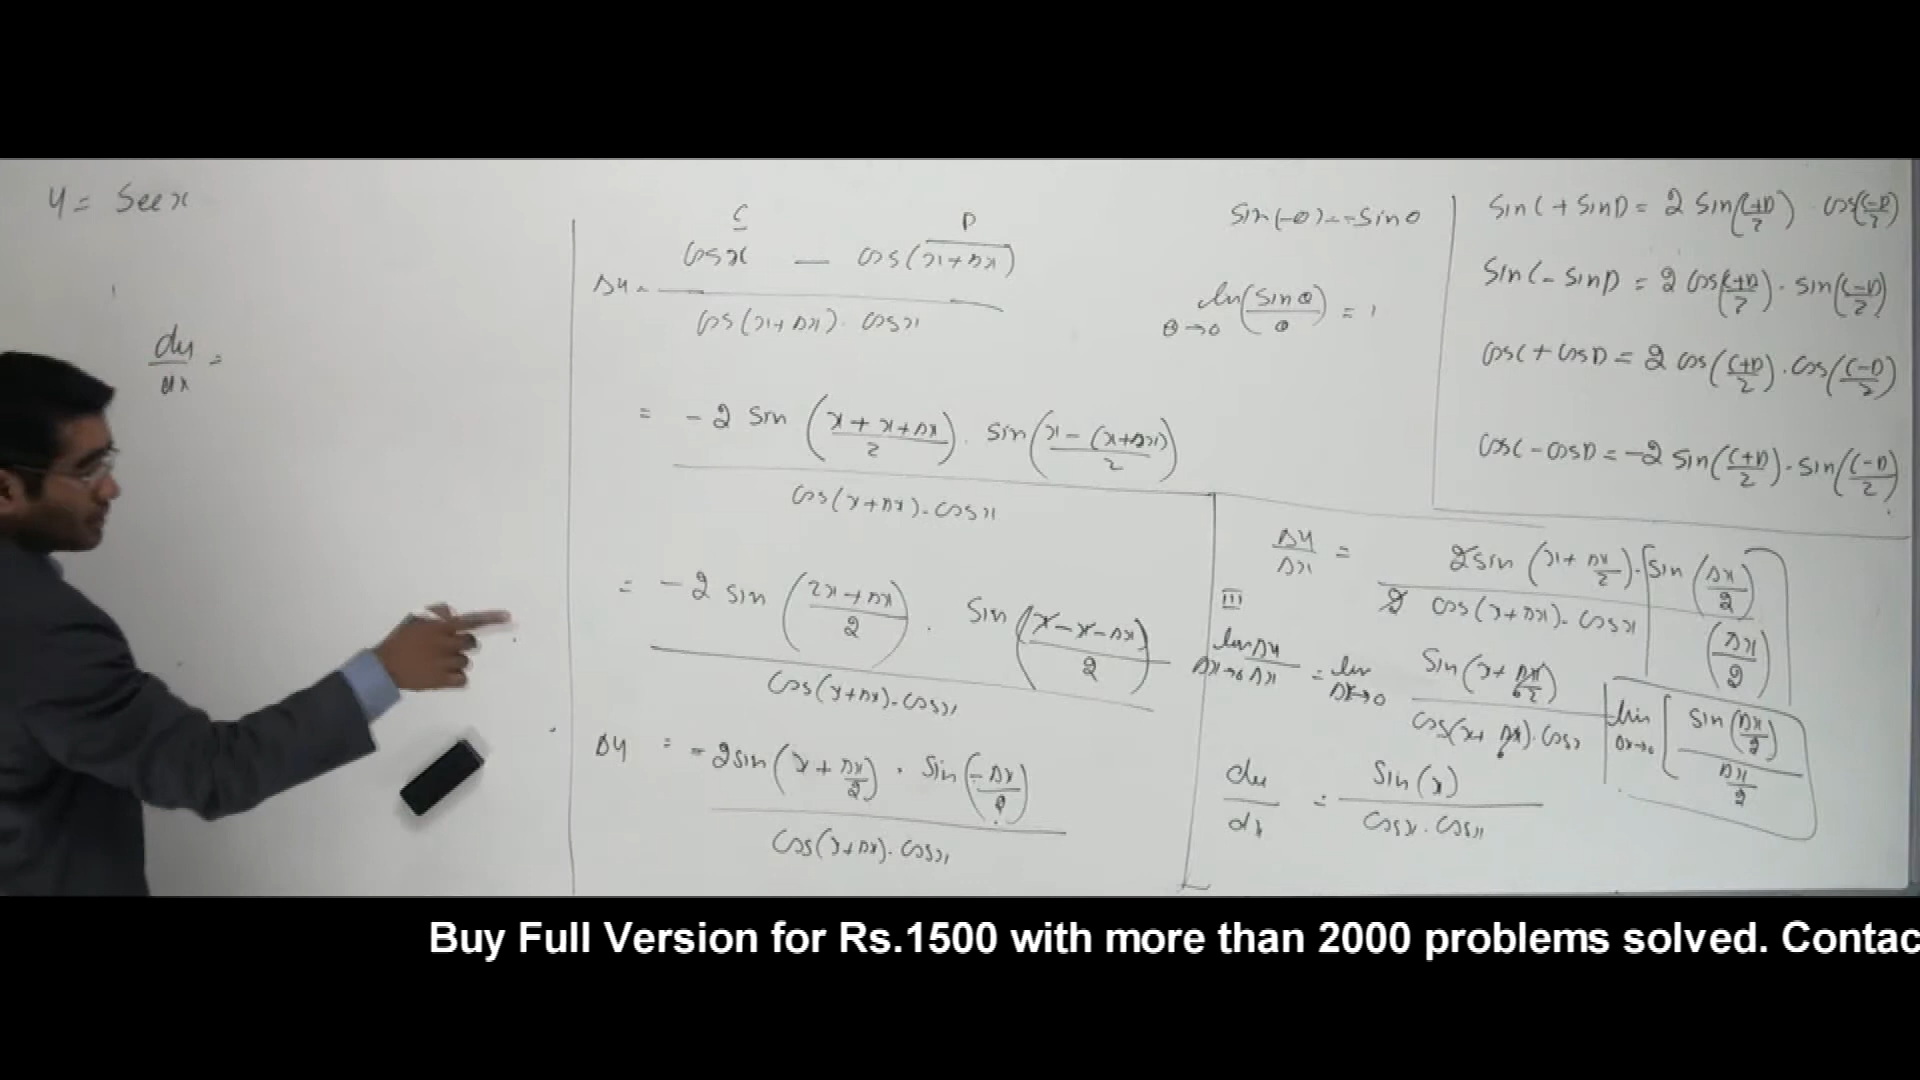 y = Sec x
dy/dx =
C D
Δy = (cos x — cos(x+Δx)) / (cos(x+Δx) · cos x)
= (-2 sin ((x + x+Δx)/2) · sin ((x - (x+Δx))/2)) / (cos(x+Δx) · cos x)
= (-2 sin ((2x+Δx)/2) · sin ((x-x-Δx)/2)) / (cos(x+Δx) · cos x)
Δy = (-2 sin (x + Δx/2) · sin (-Δx/2)) / (cos(x+Δx) · cos x)
sin(-θ) = -sin θ
lim θ→0 (sin θ/θ) = 1
sin C + sin D = 2 sin((C+D)/2) · cos((C-D)/2)
sin C - sin D = 2 cos((C+D)/2) · sin((C-D)/2)
cos C + cos D = 2 cos((C+D)/2) · cos((C-D)/2)
cos C - cos D = -2 sin((C+D)/2) · sin((C-D)/2)
Δy/Δx = (2 sin (x + Δx/2) · sin (Δx/2)) / (2 cos(x+Δx) · cos x (Δx/2))
III
lim Δx→0 Δy/Δx = lim Δx→0 sin(x + Δx/2) / (cos(x+Δx) · cos x) lim Δx→0 [sin(Δx/2) / (Δx/2)]
dy/dx = sin(x) / (cos x · cos x)
Buy Full Version for Rs.1500 with more than 2000 problems solved. Contac